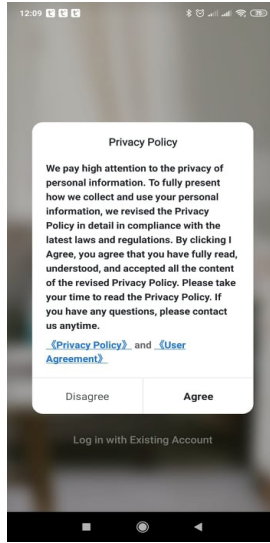 12:09
76
Privacy Policy
We pay high attention to the privacy of
personal information. To fully present
how we collect and use your personal
information, we revised the Privacy
Policy in detail in compliance with the
latest laws and regulations. By clicking I
Agree, you agree that you have fully read,
understood, and accepted all the content
of the revised Privacy Policy. Please take
your time to read the Privacy Policy. If
you have any questions, please contact
us anytime.
《Privacy Policy》 and 《User
Agreement》
Disagree Agree
Log in with Existing Account